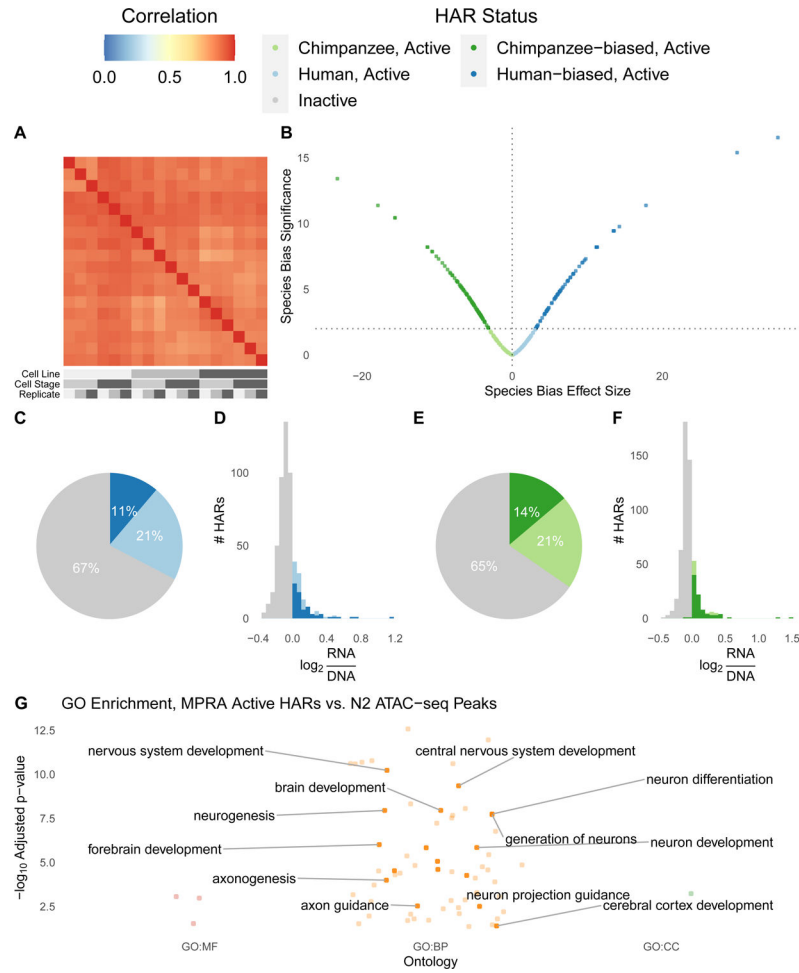 Correlation
0.0 0.5 1.0
HAR Status
Chimpanzee, Active
Human, Active
Inactive
Chimpanzee−biased, Active
Human−biased, Active
A
Cell Line
Cell Stage
Replicate
B
Species Bias Significance
15
10
5
0
−20 0 20
Species Bias Effect Size
C
11%
21%
67%
D
# HARs
100
50
0
−0.4 0.0 0.4 0.8 1.2
log2 RNA
DNA
E
14%
21%
65%
F
# HARs
150
100
50
0
−0.5 0.0 0.5 1.0 1.5
log2 RNA
DNA
G GO Enrichment, MPRA Active HARs vs. N2 ATAC−seq Peaks
−log10 Adjusted p−value
12.5
10.0
7.5
5.0
2.5
nervous system development
central nervous system development
brain development
neuron differentiation
neurogenesis
generation of neurons
forebrain development
neuron development
axonogenesis
neuron projection guidance
axon guidance
cerebral cortex development
GO:MF GO:BP GO:CC
Ontology